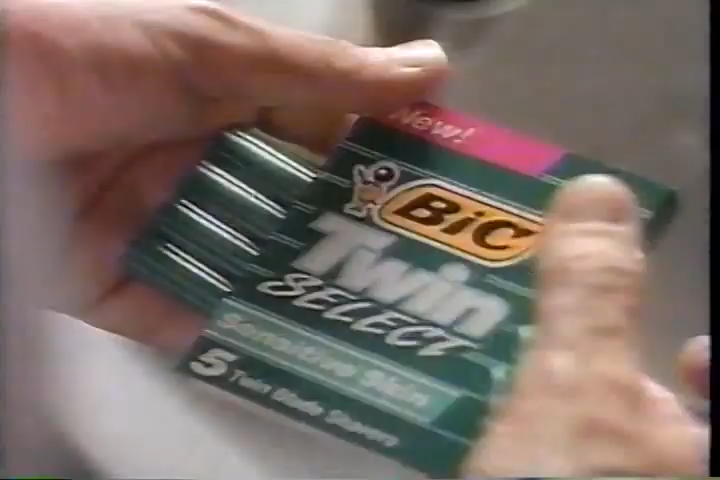 New!
BiC
Twin
SELECT
Sensitive Skin
5 Twin Blade Shavers